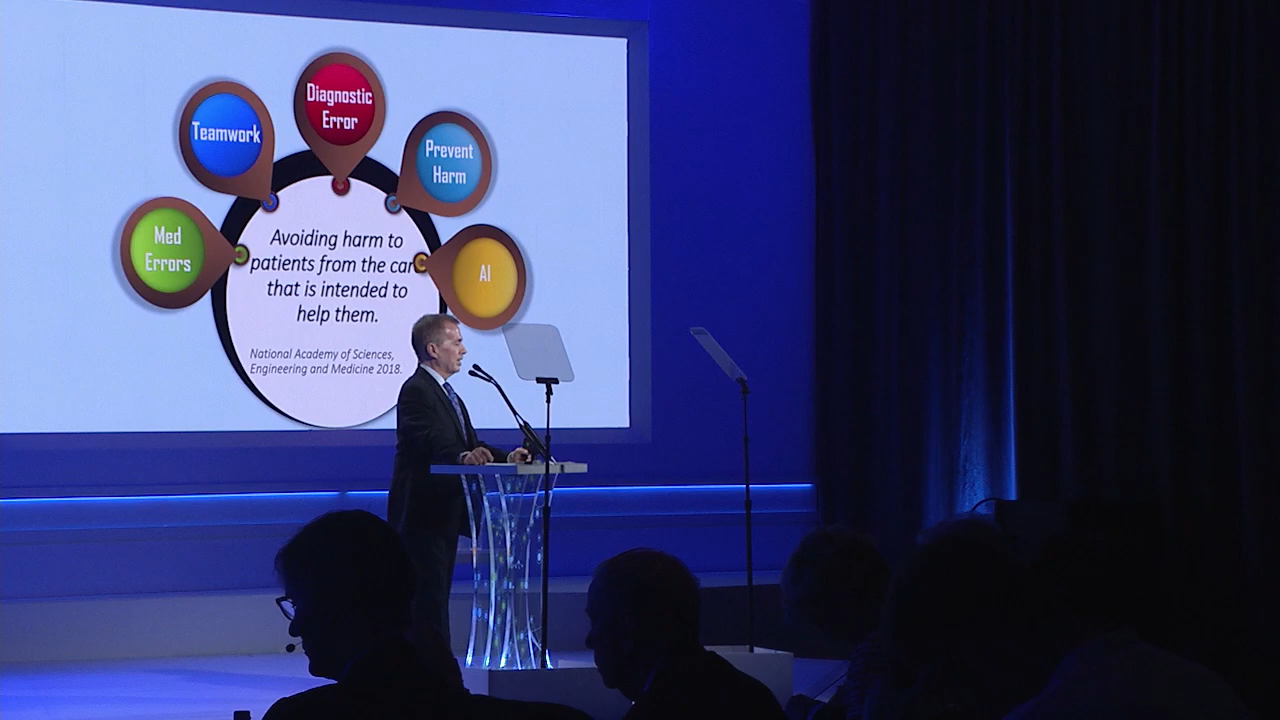 Diagnostic
Error
Teamwork
Prevent
Harm
Med
Errors
AI
Avoiding harm to
patients from the car
that is intended to
help them.
National Academy of Sciences,
Engineering and Medicine 2018.